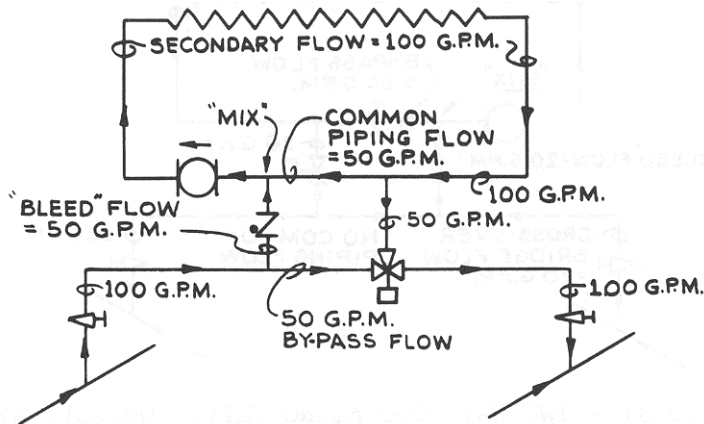 SECONDARY FLOW = 100 G.P.M.
"MIX"
COMMON
PIPING FLOW
= 50 G.P.M.
100 G.P.M.
"BLEED" FLOW
= 50 G.P.M.
50 G.P.M.
100 G.P.M.
50 G.P.M.
BY-PASS FLOW
100 G.P.M.